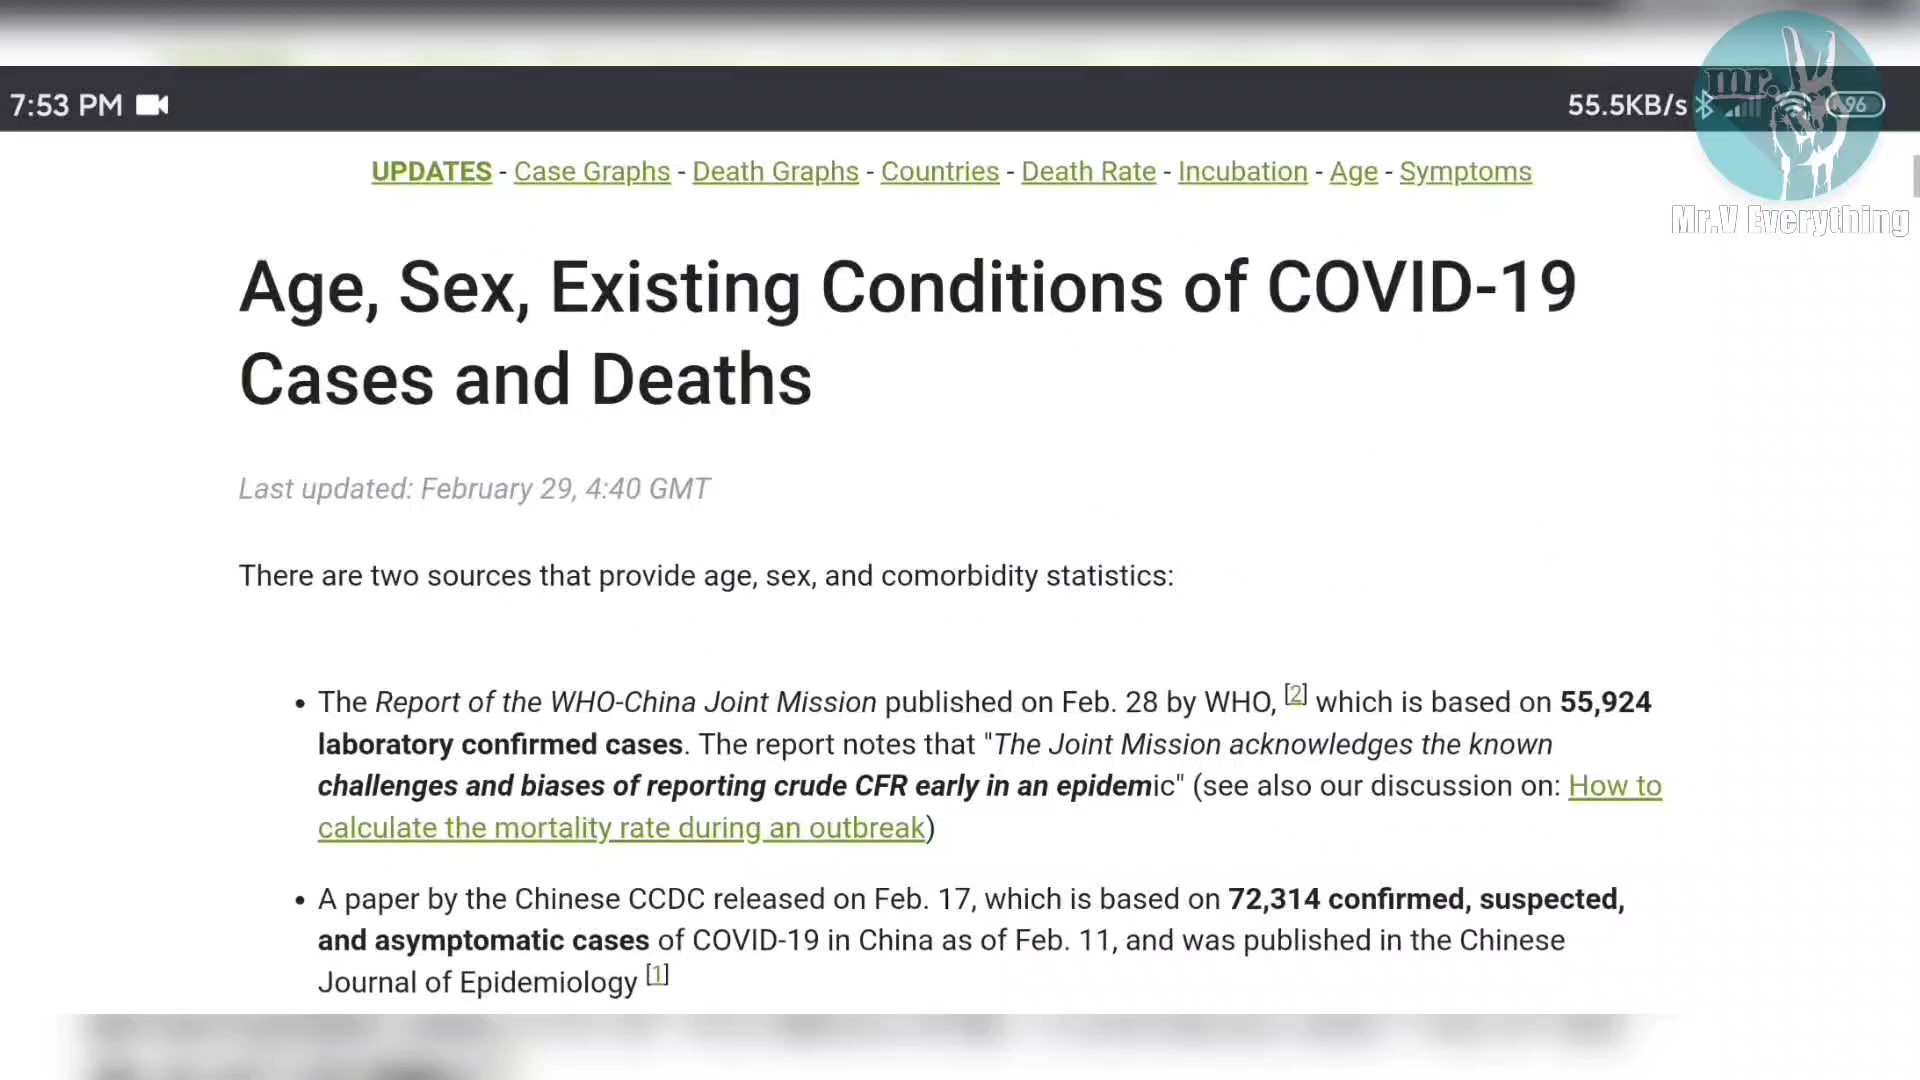 7:53 PM
55.5KB/s
96
mr.
Mr.V Everything
UPDATES - Case Graphs - Death Graphs - Countries - Death Rate - Incubation - Age - Symptoms
Age, Sex, Existing Conditions of COVID-19
Cases and Deaths
Last updated: February 29, 4:40 GMT
There are two sources that provide age, sex, and comorbidity statistics:
• The Report of the WHO-China Joint Mission published on Feb. 28 by WHO, [2] which is based on 55,924
laboratory confirmed cases. The report notes that "The Joint Mission acknowledges the known
challenges and biases of reporting crude CFR early in an epidemic" (see also our discussion on: How to
calculate the mortality rate during an outbreak)
• A paper by the Chinese CCDC released on Feb. 17, which is based on 72,314 confirmed, suspected,
and asymptomatic cases of COVID-19 in China as of Feb. 11, and was published in the Chinese
Journal of Epidemiology [1]